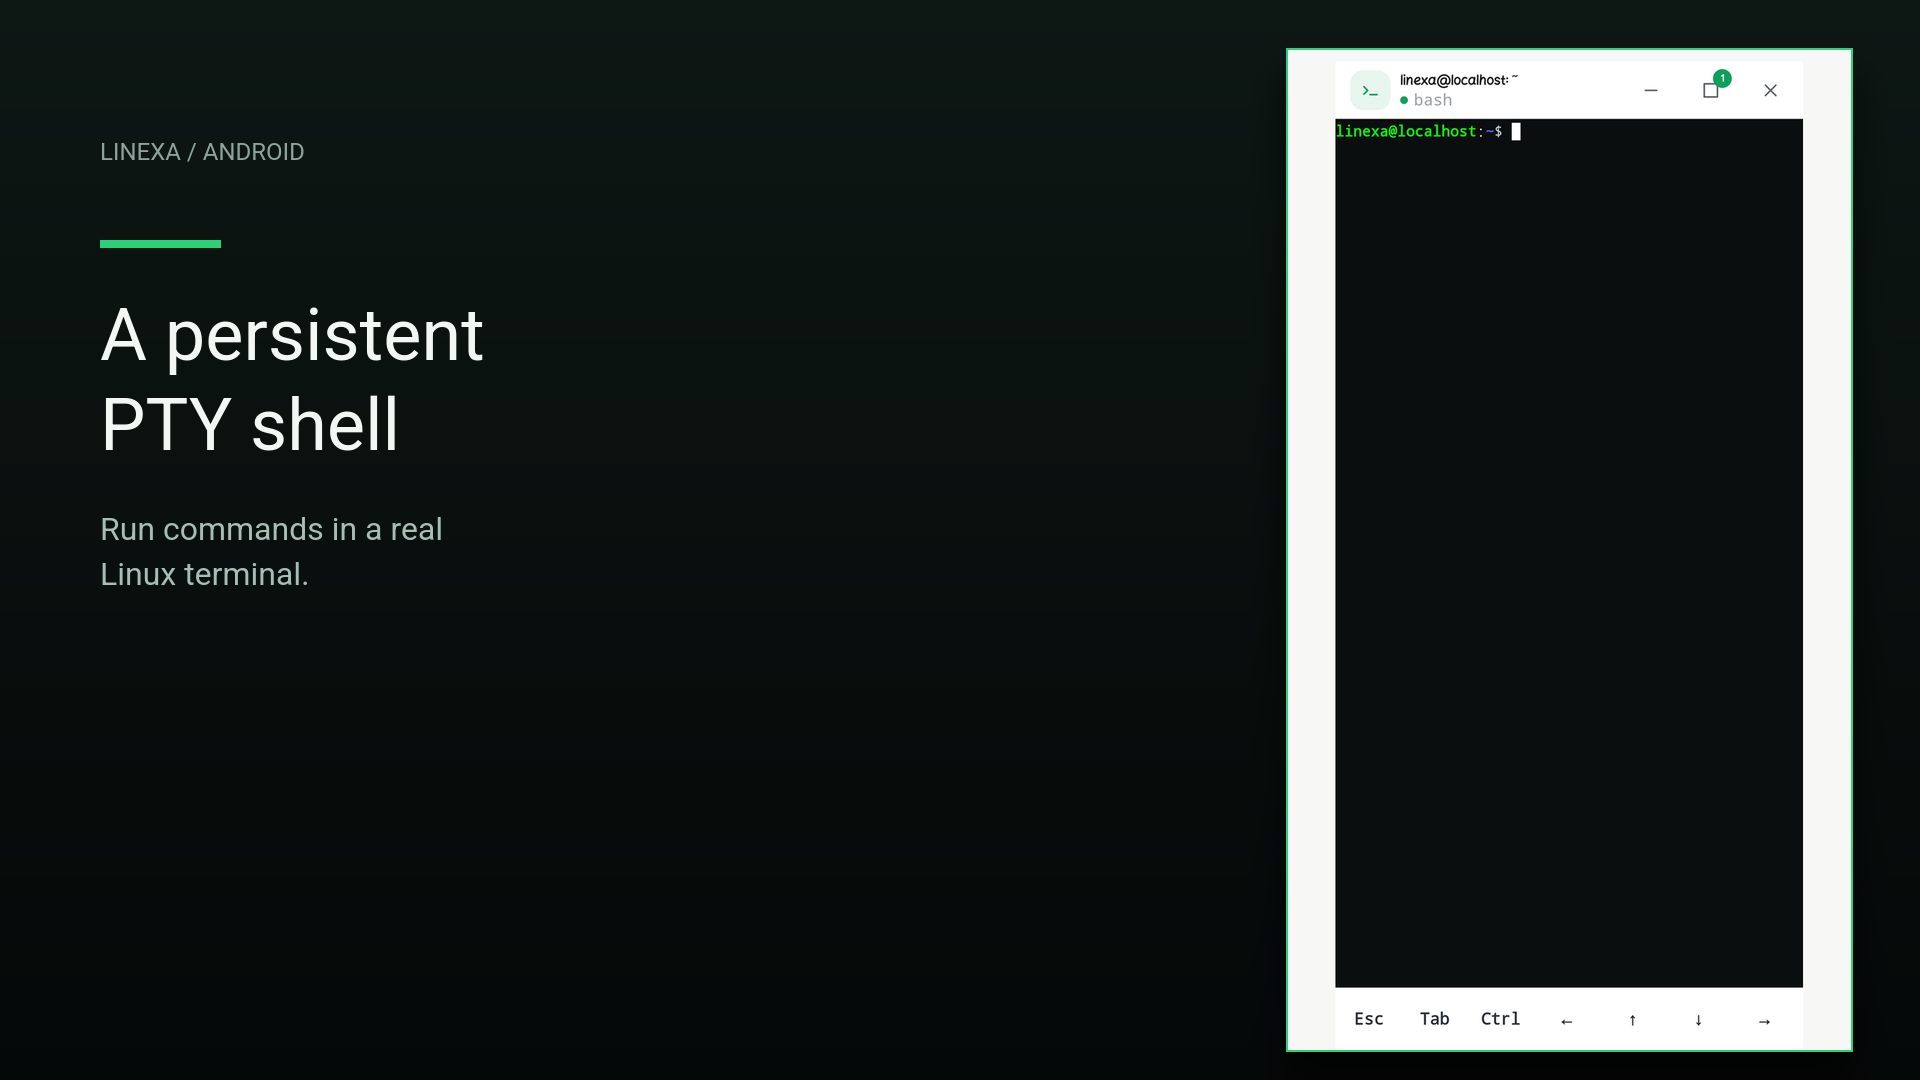 LINEXA / ANDROID
A persistent
PTY shell
Run commands in a real
Linux terminal.
linexa@localhost: ~
bash
1
linexa@localhost:~$
Esc Tab Ctrl ← ↑ ↓ →